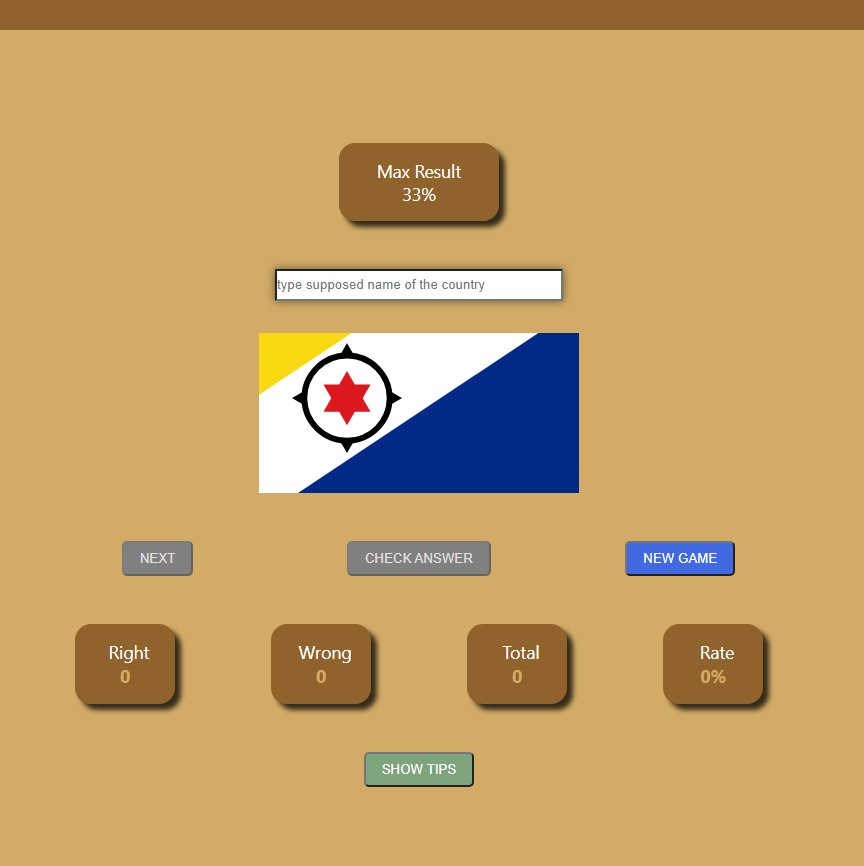 Max Result
33%
type supposed name of the country
NEXT
CHECK ANSWER
NEW GAME
Right
0
Wrong
0
Total
0
Rate
0%
SHOW TIPS